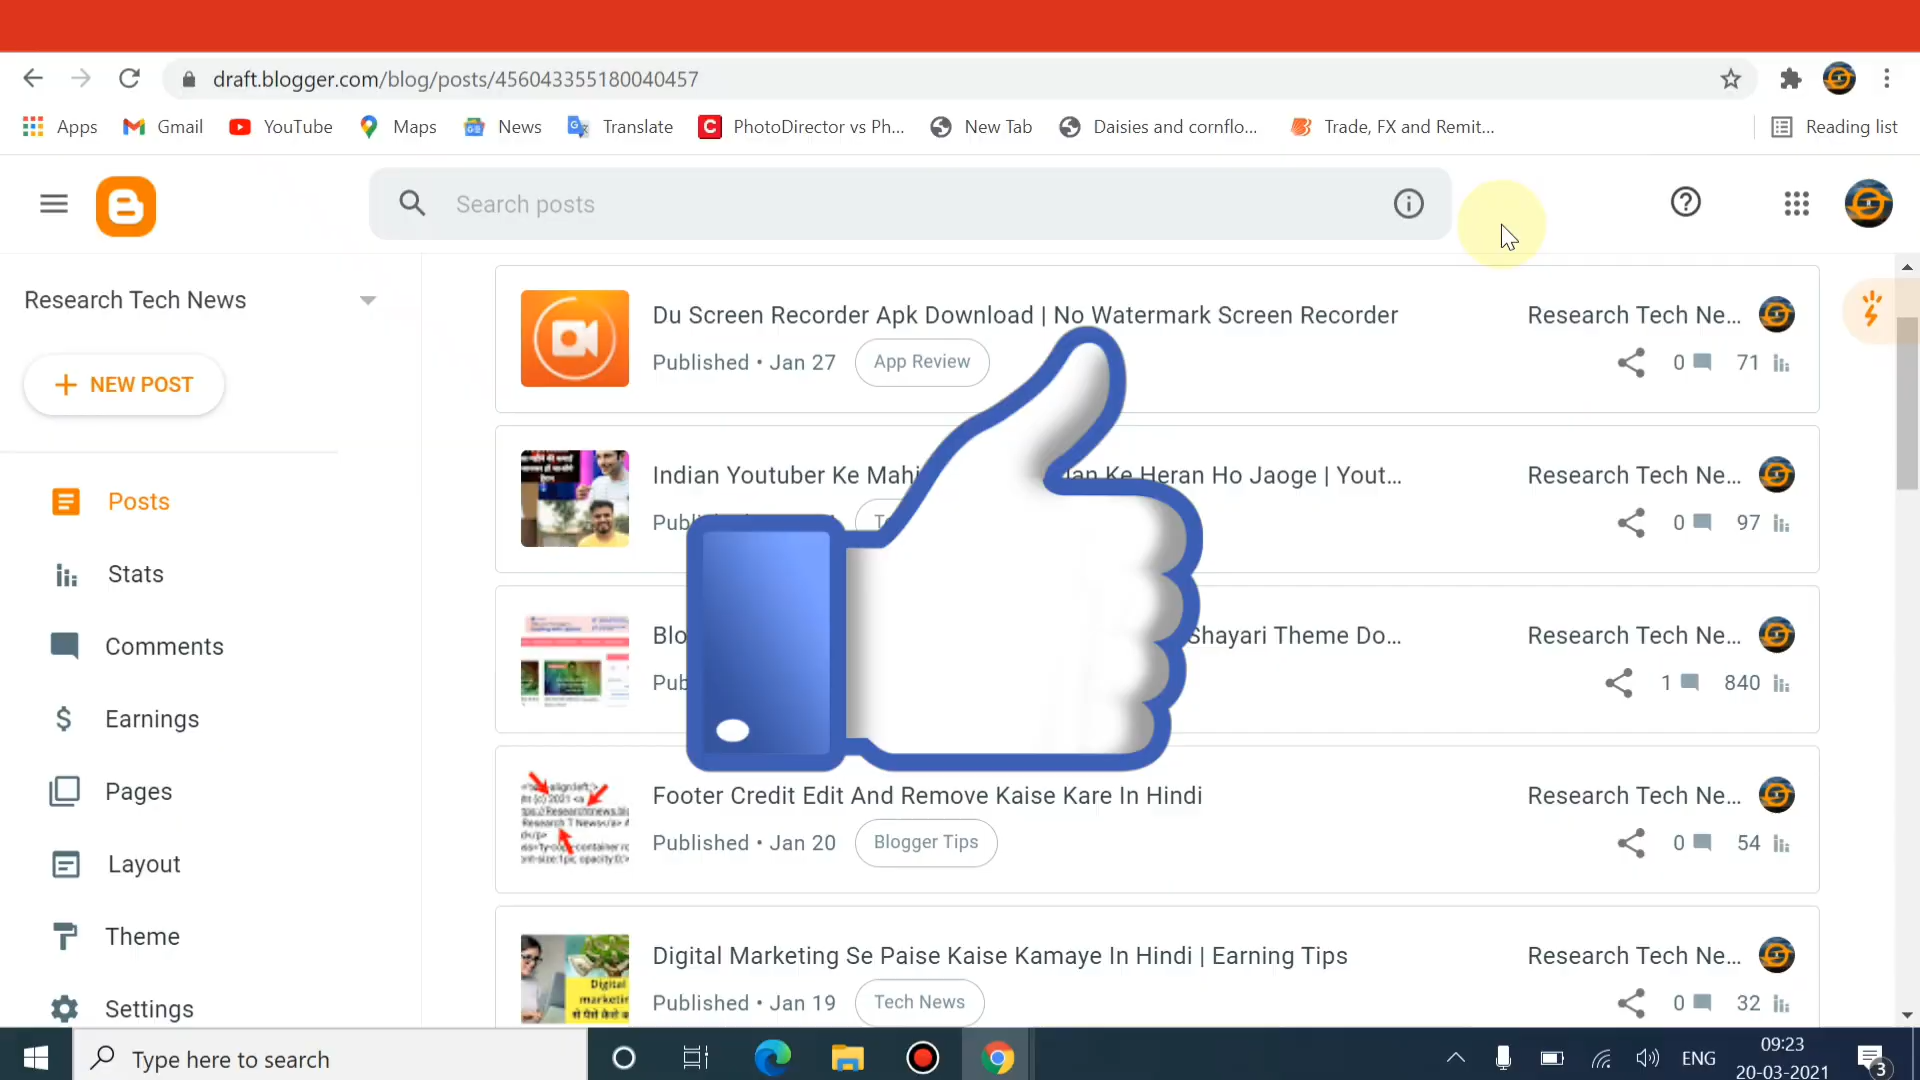 draft.blogger.com/blog/posts/456043355180040457
Apps Gmail YouTube Maps News Translate PhotoDirector vs Ph... New Tab Daisies and cornflo... Trade, FX and Remit... Reading list
Search posts
Research Tech News
NEW POST
Posts
Stats
Comments
Earnings
Pages
Layout
Theme
Settings
Du Screen Recorder Apk Download | No Watermark Screen Recorder
Research Tech Ne...
Published • Jan 27 App Review
0 71
Indian Youtuber Ke Mahi an Ke Heran Ho Jaoge | Yout...
Research Tech Ne...
Publ
0 97
Blo Shayari Theme Do...
Research Tech Ne...
Pub
1 840
Footer Credit Edit And Remove Kaise Kare In Hindi
Research Tech Ne...
Published • Jan 20 Blogger Tips
0 54
Digital Marketing Se Paise Kaise Kamaye In Hindi | Earning Tips
Research Tech Ne...
Published • Jan 19 Tech News
0 32
Digital
Type here to search
ENG
09:23
20-03-2021
3